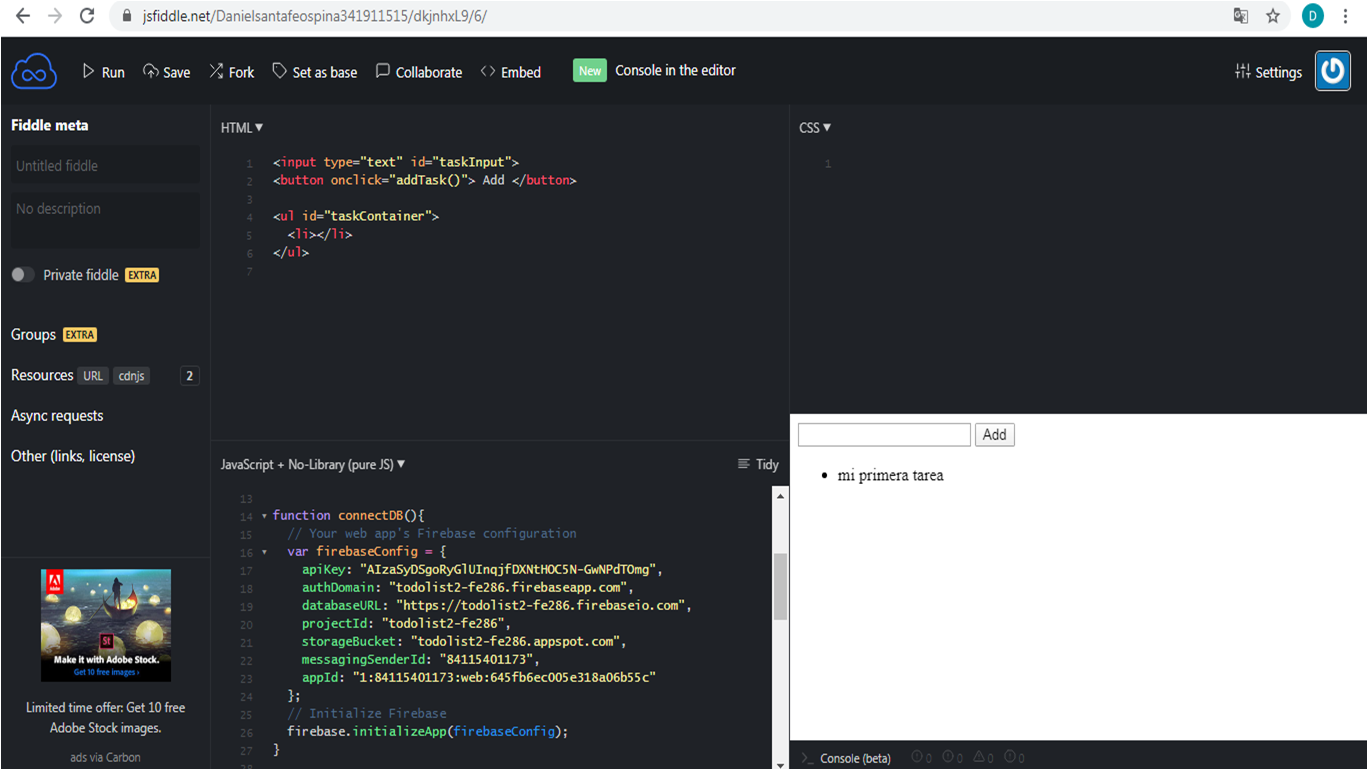 jsfiddle.net/Danielsantafeospina341911515/dkjnhxL9/6/
D
Run Save Fork Set as base Collaborate Embed New Console in the editor Settings
Fiddle meta
Untitled fiddle
No description
Private fiddle EXTRA
Groups EXTRA
Resources URL cdnjs 2
Async requests
Other (links, license)
Adobe
St
Make it with Adobe Stock.
Get 10 free images ›
Limited time offer: Get 10 free
Adobe Stock images.
ads via Carbon
HTML ▼
1 <input type="text" id="taskInput">
2 <button onclick="addTask()"> Add </button>
3
4 <ul id="taskContainer">
5 <li></li>
6 </ul>
7
CSS ▼
1
JavaScript + No-Library (pure JS) ▼ Tidy
13
14 function connectDB(){
15 // Your web app's Firebase configuration
16 var firebaseConfig = {
17 apiKey: "AIzaSyDSgoRyGlUInqjfDXNtHOC5N-GwNPdTOmg",
18 authDomain: "todolist2-fe286.firebaseapp.com",
19 databaseURL: "https://todolist2-fe286.firebaseio.com",
20 projectId: "todolist2-fe286",
21 storageBucket: "todolist2-fe286.appspot.com",
22 messagingSenderId: "84115401173",
23 appId: "1:84115401173:web:645fb6ec005e318a06b55c"
24 };
25 // Initialize Firebase
26 firebase.initializeApp(firebaseConfig);
27 }
28
Add
• mi primera tarea
>_ Console (beta) 0 0 0 0